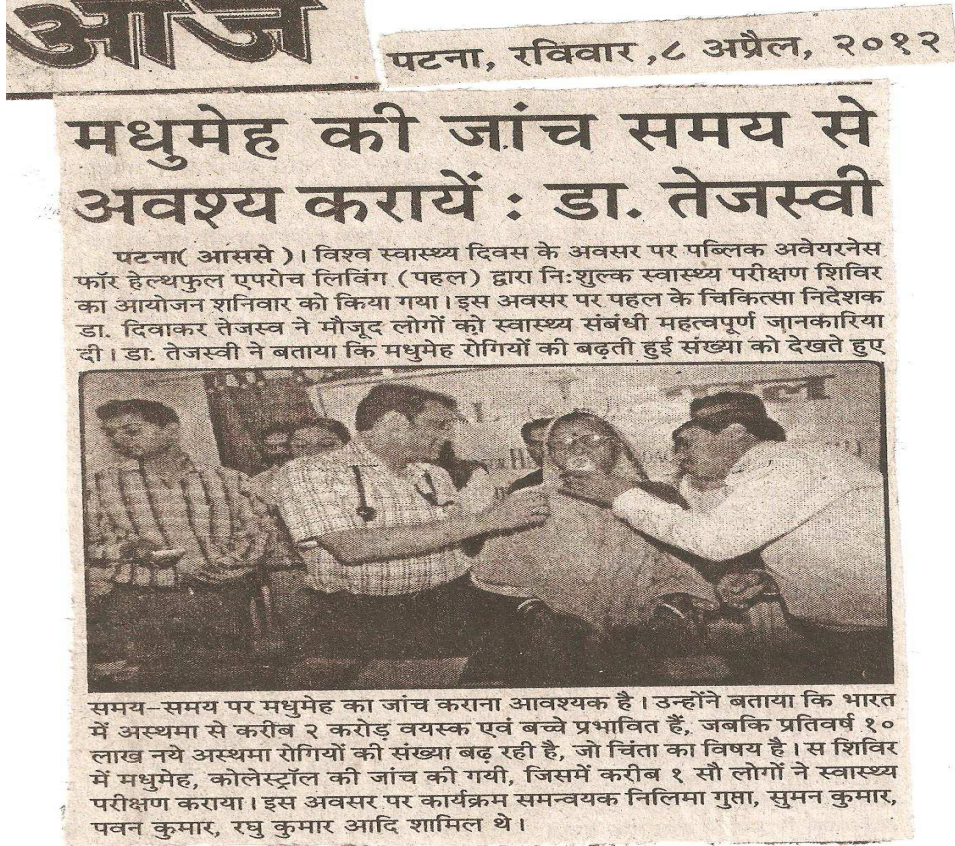 आज
पटना, रविवार ,८ अप्रैल, २०१२
मधुमेह की जांच समय से
अवश्य करायें : डा. तेजस्वी
पटना( आससे )। विश्व स्वास्थ्य दिवस के अवसर पर पब्लिक अवेयरनेस
फॉर हेल्थफुल एपरोच लिविंग (पहल) द्वारा निःशुल्क स्वास्थ्य परीक्षण शिविर
का आयोजन शनिवार को किया गया। इस अवसर पर पहल के चिकित्सा निदेशक
डा. दिवाकर तेजस्व ने मौजूद लोगों को स्वास्थ्य संबंधी महत्वपूर्ण जानकारिया
दी। डा. तेजस्वी ने बताया कि मधुमेह रोगियों की बढ़ती हुई संख्या को देखते हुए
समय-समय पर मधुमेह का जांच कराना आवश्यक है। उन्होंने बताया कि भारत
में अस्थमा से करीब २ करोड़ वयस्क एवं बच्चे प्रभावित हैं, जबकि प्रतिवर्ष १०
लाख नये अस्थमा रोगियों की संख्या बढ़ रही है, जो चिंता का विषय है। स शिविर
में मधुमेह, कोलेस्ट्रॉल की जांच की गयी, जिसमें करीब १ सौ लोगों ने स्वास्थ्य
परीक्षण कराया। इस अवसर पर कार्यक्रम समन्वयक निलिमा गुप्ता, सुमन कुमार,
पवन कुमार, रघु कुमार आदि शामिल थे।